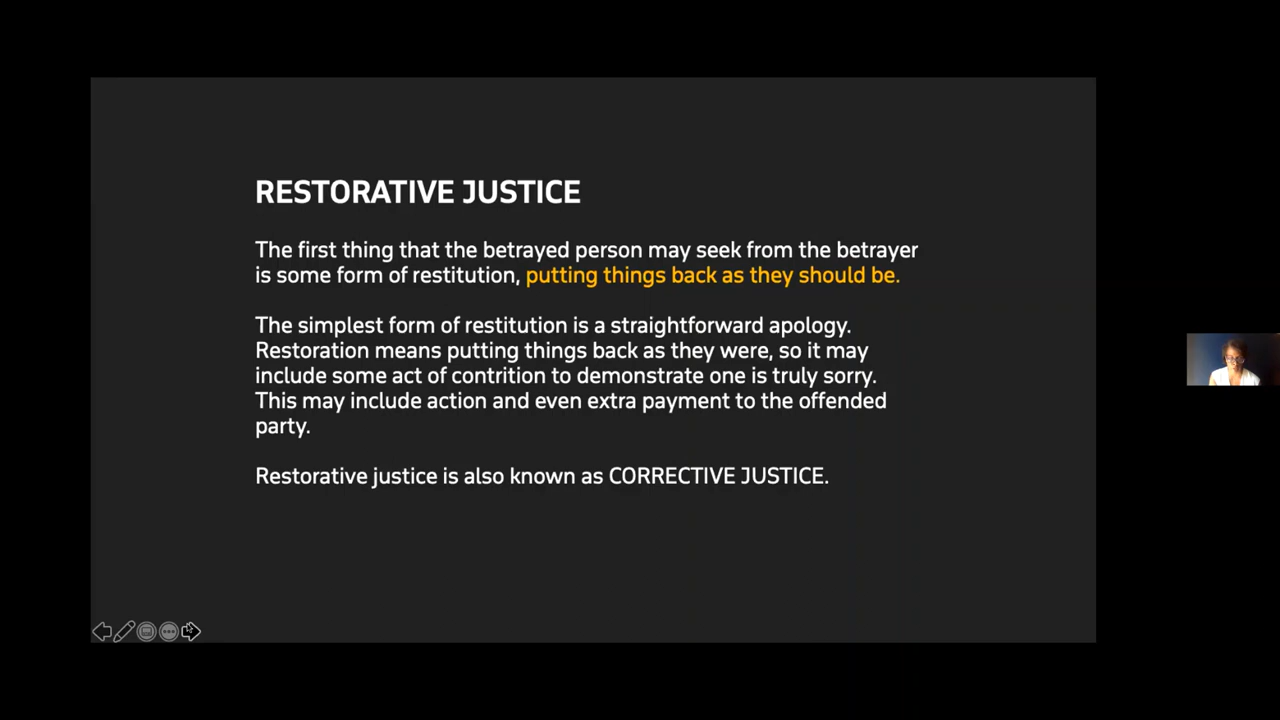 RESTORATIVE JUSTICE
The first thing that the betrayed person may seek from the betrayer
is some form of restitution, putting things back as they should be.
The simplest form of restitution is a straightforward apology.
Restoration means putting things back as they were, so it may
include some act of contrition to demonstrate one is truly sorry.
This may include action and even extra payment to the offended
party.
Restorative justice is also known as CORRECTIVE JUSTICE.